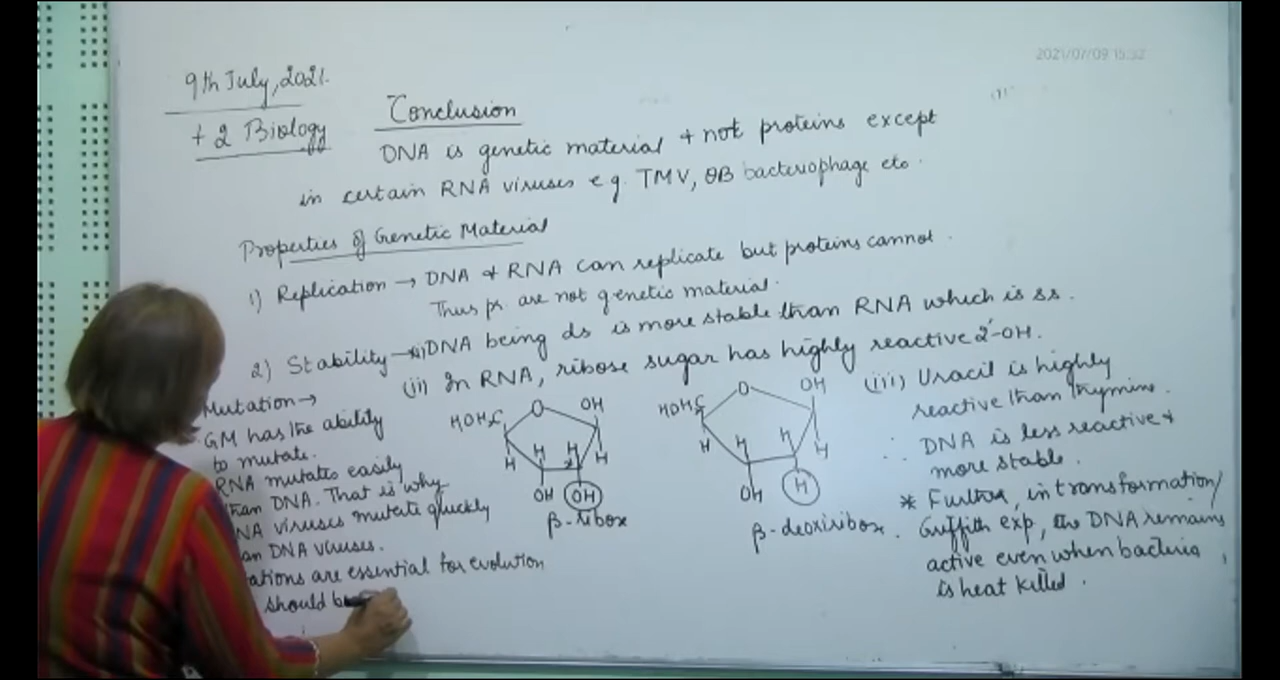 2021/07/09 15:32
9th July, 2021.
+2 Biology
Conclusion
DNA is genetic material + not proteins except
in certain RNA viruses e.g. TMV, QB bacteriophage etc.
Properties of Genetic Material
1) Replication → DNA + RNA can replicate but proteins cannot.
Thus pr. are not genetic material.
2) Stability → (i) DNA being ds is more stable than RNA which is ss.
(ii) In RNA, ribose sugar has highly reactive 2'-OH.
HOH₂C O OH
H H H H
OH OH
β-ribox
HOH₂C O OH
H H H H
OH H
β-deoxiribox.
(iii) Uracil is highly
reactive than thymine.
∴ DNA is less reactive +
more stable.
* Further, in transformation/
Griffith exp, the DNA remains
active even when bacteria
is heat killed.
Mutation →
GM has the ability
to mutate.
RNA mutates easily
than DNA. That is why
NA viruses mutate quickly
an DNA viruses.
ations are essential for evolution
should b